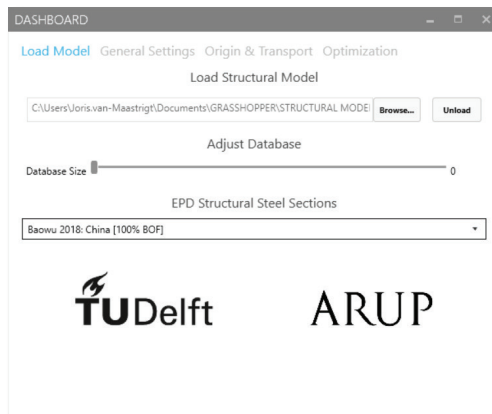 DASHBOARD
Load Model General Settings Origin & Transport Optimization
Load Structural Model
C:\Users\Joris.van-Maastrigt\Documents\GRASSHOPPER\STRUCTURAL MODE Browse... Unload
Adjust Database
Database Size 0
EPD Structural Steel Sections
Baowu 2018: China [100% BOF]
TUDelft ARUP